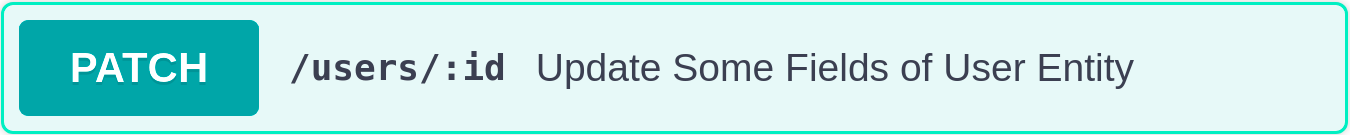 PATCH /users/:id Update Some Fields of User Entity